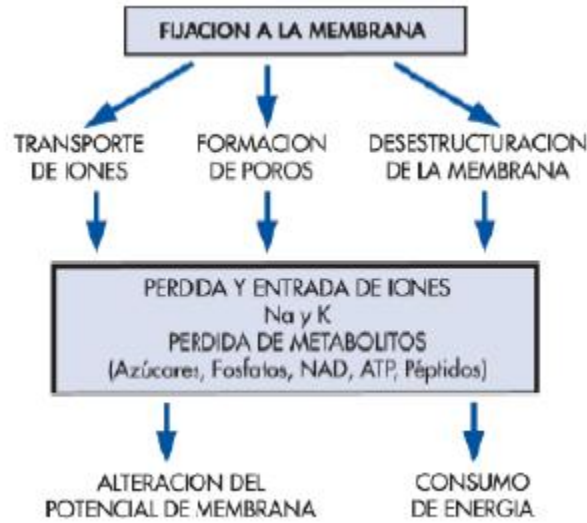 FIJACION A LA MEMBRANA
TRANSPORTE
DE IONES
FORMACION
DE POROS
DESESTRUCTURACION
DE LA MEMBRANA
PERDIDA Y ENTRADA DE IONES
Na y K
PERDIDA DE METABOLITOS
(Azúcares, Fosfatos, NAD, ATP, Péptidos)
ALTERACION DEL
POTENCIAL DE MEMBRANA
CONSUMO
DE ENERGIA